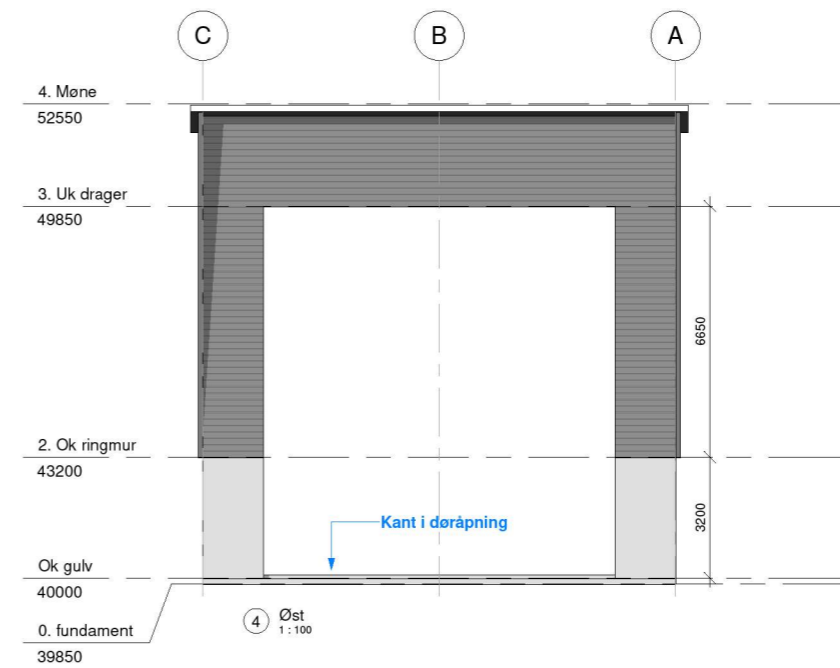 C
B
A
4. Møne
52550
3. Uk drager
49850
6650
2. Ok ringmur
43200
3200
Kant i døråpning
Ok gulv
40000
4 Øst
1 : 100
0. fundament
39850